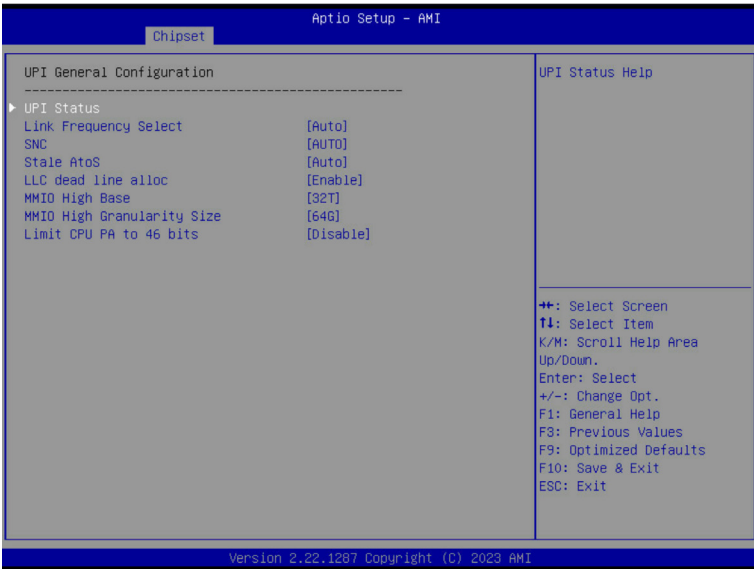 Aptio Setup – AMI
Chipset
UPI General Configuration
------------------------------------------------
▶ UPI Status
Link Frequency Select [Auto]
SNC [AUTO]
Stale AtoS [Auto]
LLC dead line alloc [Enable]
MMIO High Base [32T]
MMIO High Granularity Size [64G]
Limit CPU PA to 46 bits [Disable]
UPI Status Help
→←: Select Screen
↑↓: Select Item
K/M: Scroll Help Area
Up/Down.
Enter: Select
+/-: Change Opt.
F1: General Help
F3: Previous Values
F9: Optimized Defaults
F10: Save & Exit
ESC: Exit
Version 2.22.1287 Copyright (C) 2023 AMI